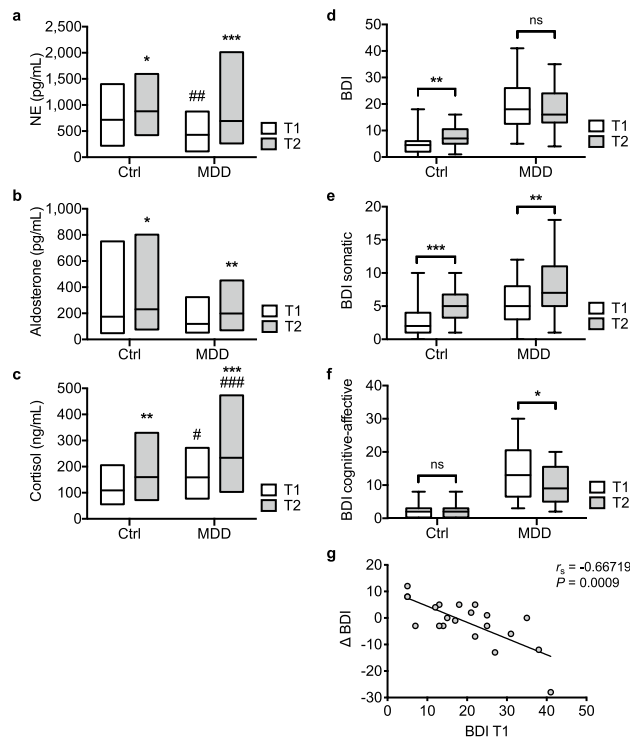 a
NE (pg/mL)
2,500
2,000
1,500
1,000
500
0
*
##
***
Ctrl
MDD
T1
T2
b
Aldosterone (pg/mL)
1,000
800
600
400
200
0
*
**
Ctrl
MDD
T1
T2
c
Cortisol (ng/mL)
500
400
300
200
100
0
**
#
***
###
Ctrl
MDD
T1
T2
d
BDI
50
40
30
20
10
0
**
ns
Ctrl
MDD
T1
T2
e
BDI somatic
20
15
10
5
0
***
**
Ctrl
MDD
T1
T2
f
BDI cognitive-affective
40
30
20
10
0
ns
*
Ctrl
MDD
T1
T2
g
Δ BDI
20
10
0
-10
-20
-30
rs = -0.66719
P = 0.0009
0
10
20
30
40
50
BDI T1